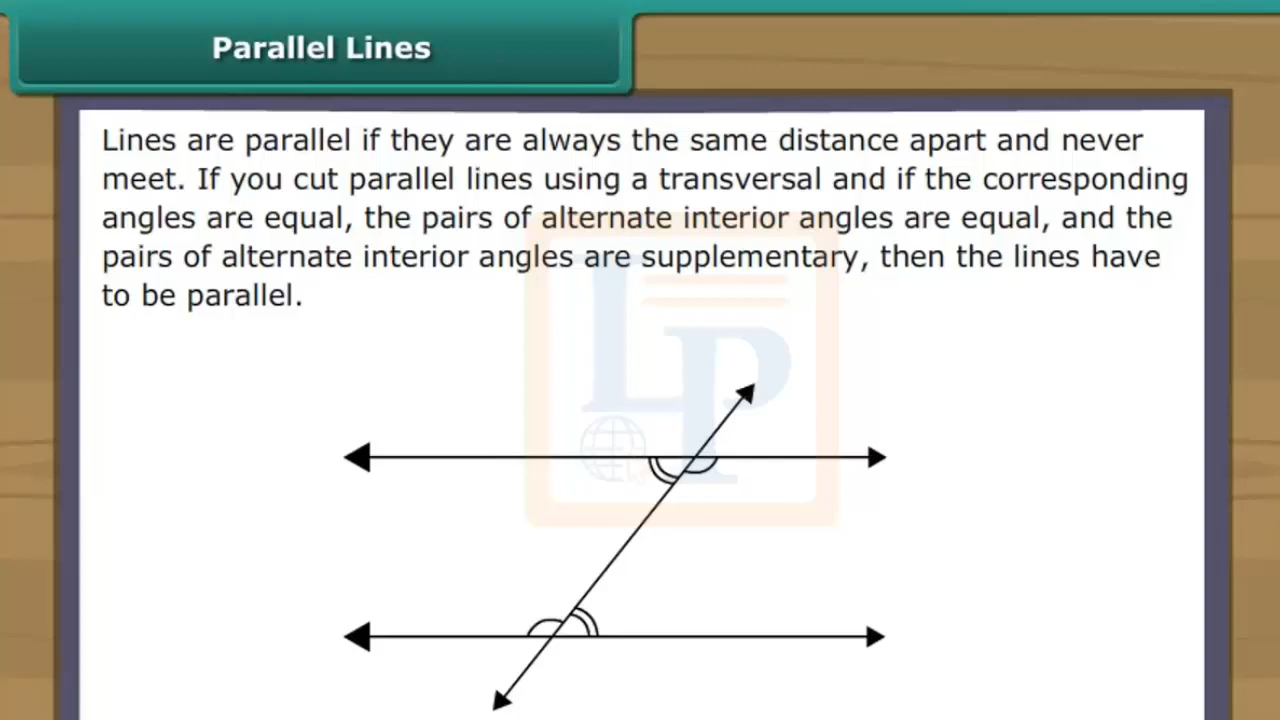 Parallel Lines
Lines are parallel if they are always the same distance apart and never
meet. If you cut parallel lines using a transversal and if the corresponding
angles are equal, the pairs of alternate interior angles are equal, and the
pairs of alternate interior angles are supplementary, then the lines have
to be parallel.
LP